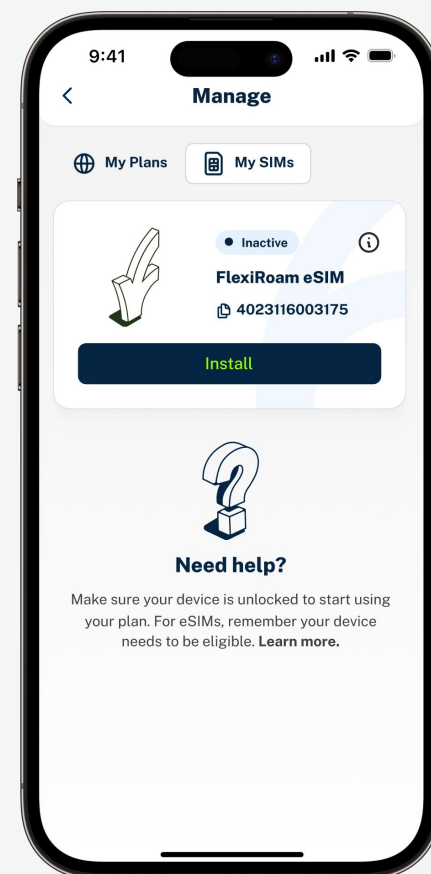 9:41
Manage
My Plans
My SIMs
Inactive
FlexiRoam eSIM
4023116003175
Install
Need help?
Make sure your device is unlocked to start using
your plan. For eSIMs, remember your device
needs to be eligible. Learn more.